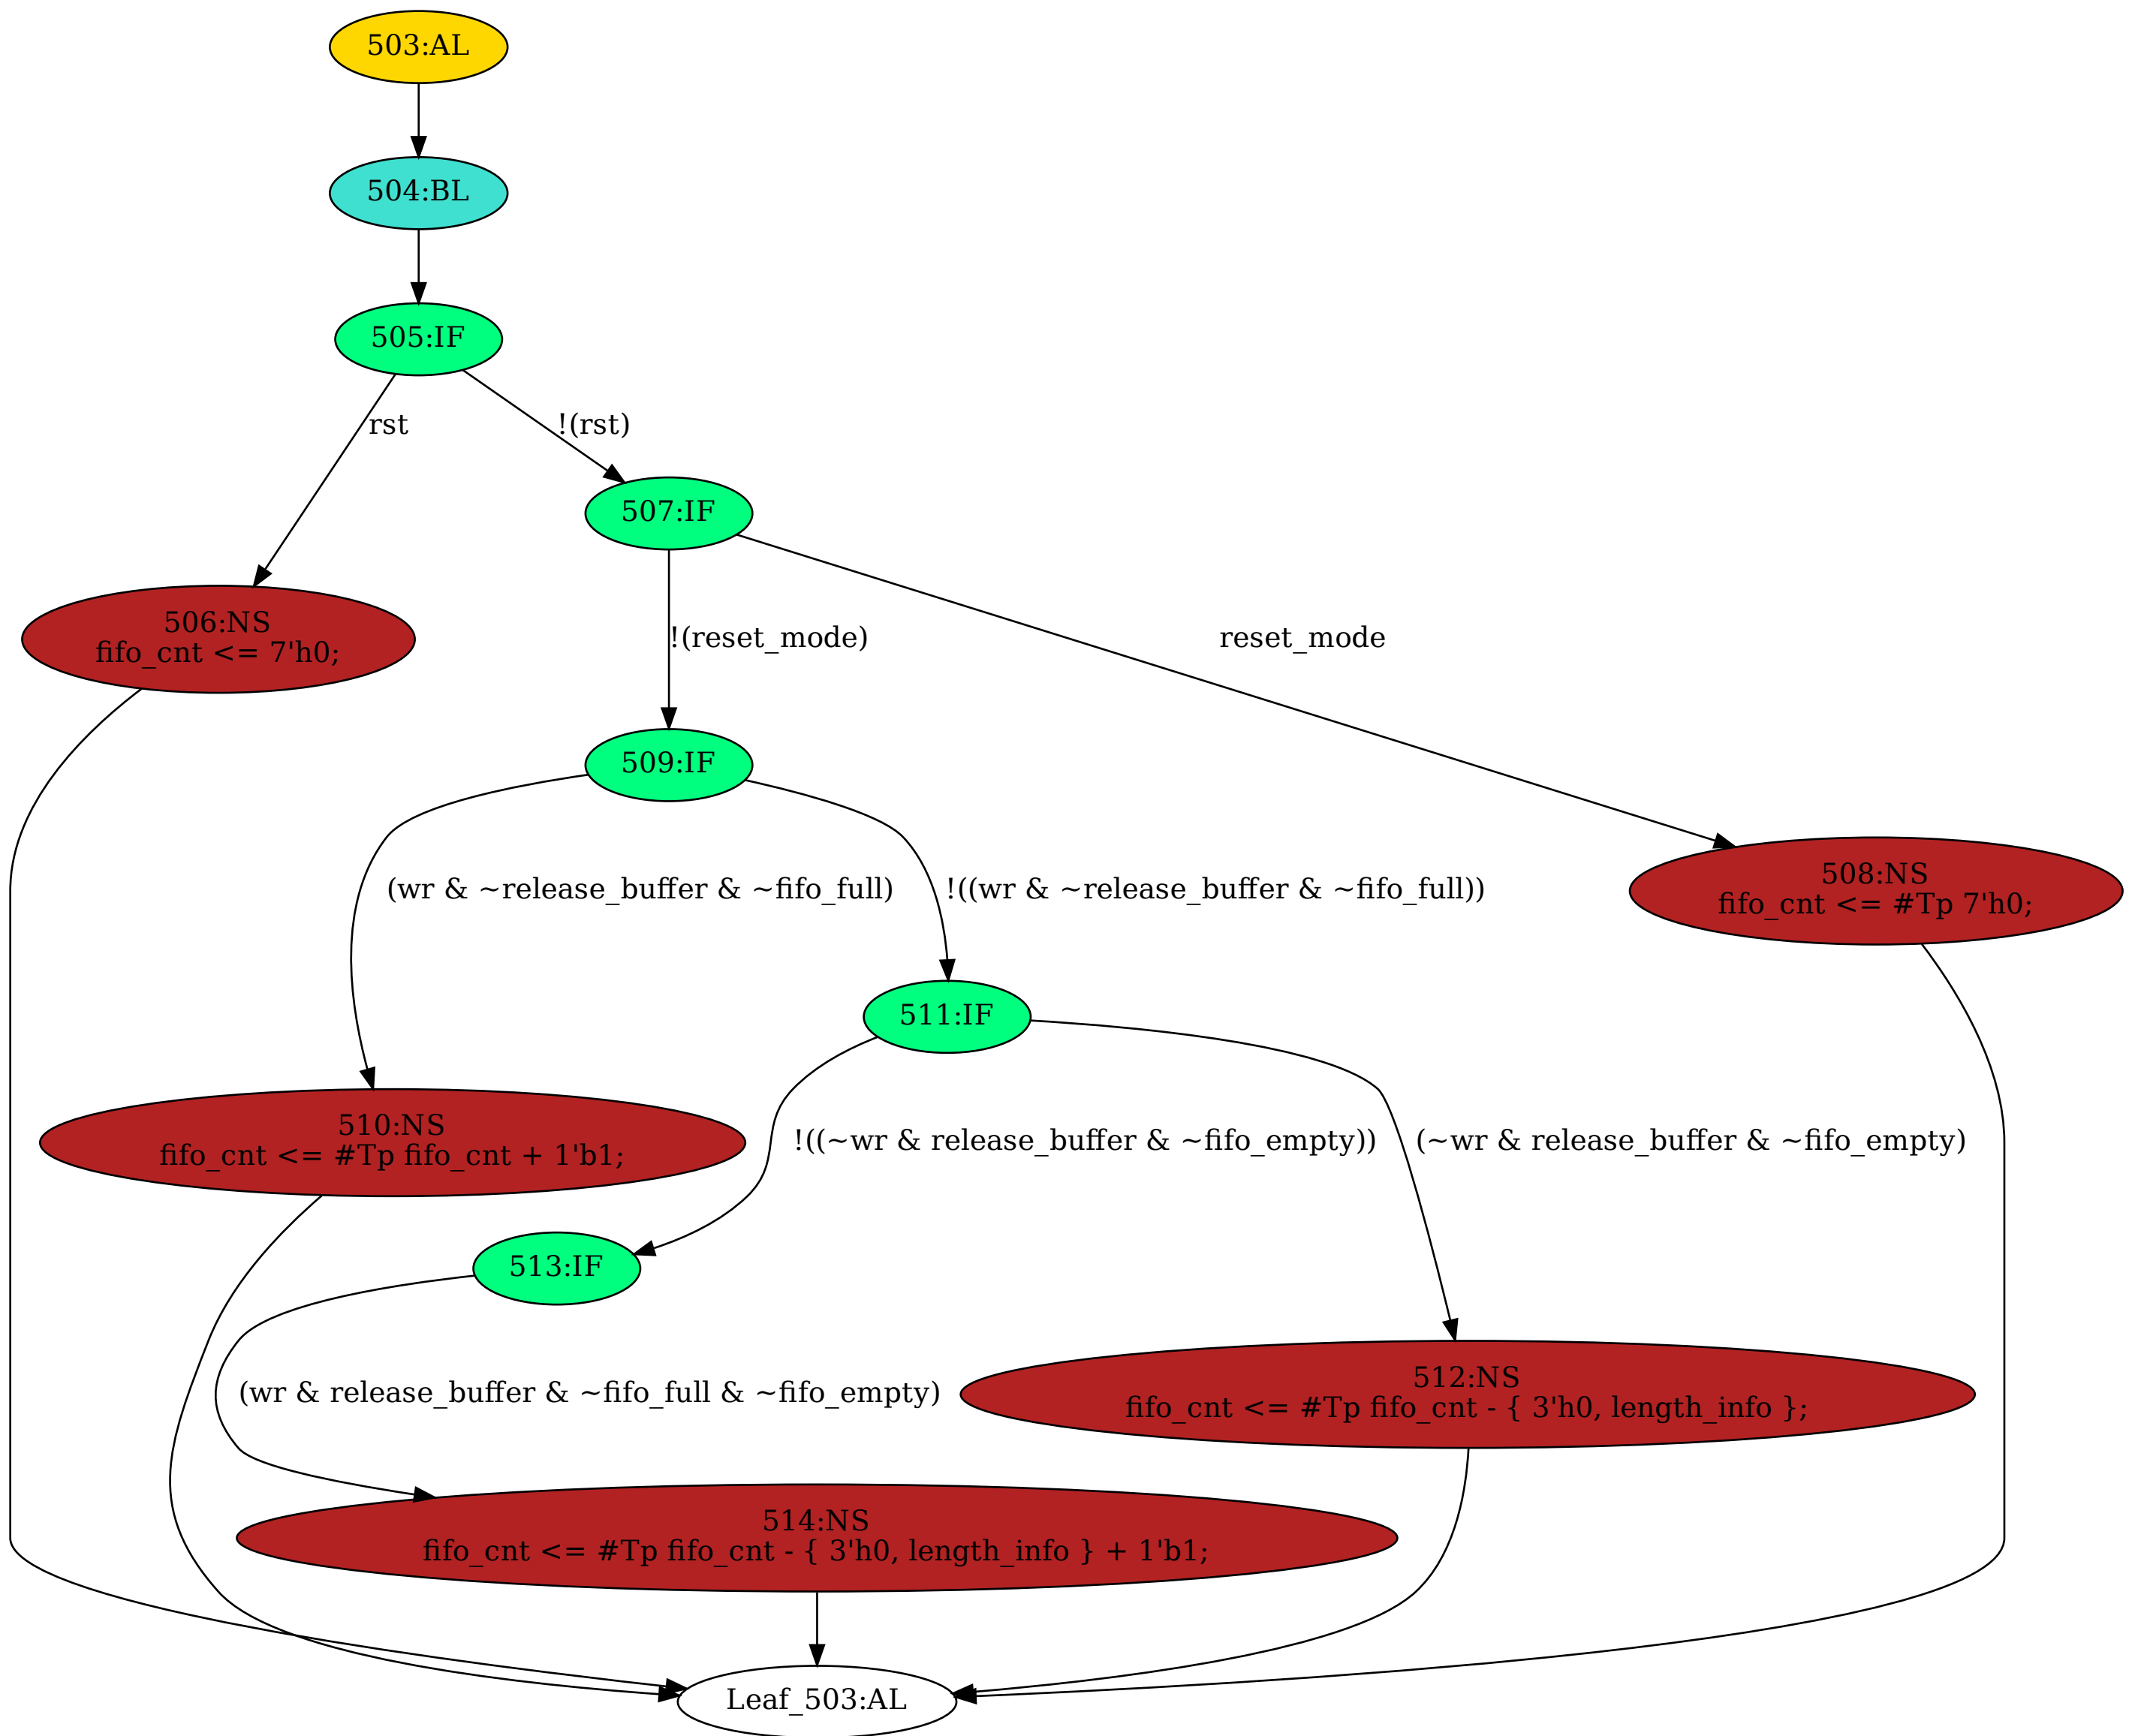 503:AL
504:BL
505:IF
rst
!(rst)
507:IF
506:NS
fifo_cnt <= 7'h0;
!(reset_mode)
reset_mode
509:IF
(wr & ~release_buffer & ~fifo_full)
!((wr & ~release_buffer & ~fifo_full))
508:NS
fifo_cnt <= #Tp 7'h0;
511:IF
510:NS
fifo_cnt <= #Tp fifo_cnt + 1'b1;
!((~wr & release_buffer & ~fifo_empty))
(~wr & release_buffer & ~fifo_empty)
513:IF
(wr & release_buffer & ~fifo_full & ~fifo_empty)
512:NS
fifo_cnt <= #Tp fifo_cnt - { 3'h0, length_info };
514:NS
fifo_cnt <= #Tp fifo_cnt - { 3'h0, length_info } + 1'b1;
Leaf_503:AL